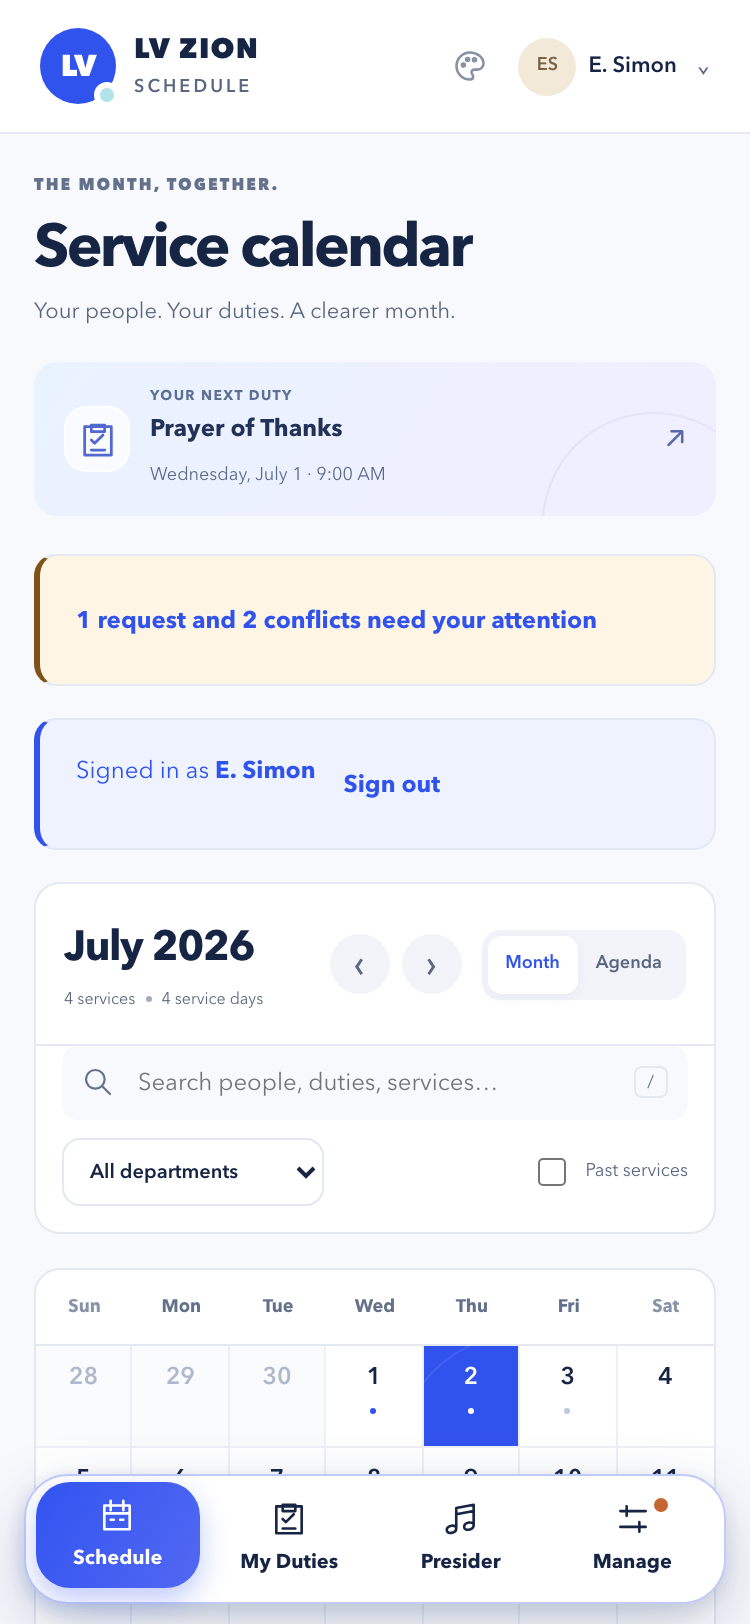 LV
LV ZION
SCHEDULE
ES
E. Simon
THE MONTH, TOGETHER.
Service calendar
Your people. Your duties. A clearer month.
YOUR NEXT DUTY
Prayer of Thanks
Wednesday, July 1 · 9:00 AM
1 request and 2 conflicts need your attention
Signed in as E. Simon
Sign out
July 2026
4 services • 4 service days
‹ ›
Month Agenda
Search people, duties, services…
/
All departments
Past services
Sun Mon Tue Wed Thu Fri Sat
28 29 30 1 2 3 4
Schedule My Duties Presider Manage